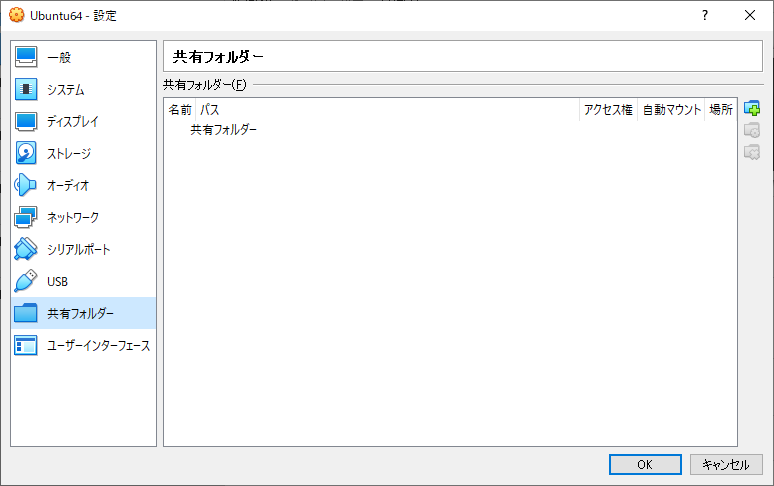 Ubuntu64 - 設定
?
一般
システム
ディスプレイ
ストレージ
オーディオ
ネットワーク
シリアルポート
USB
共有フォルダー
ユーザーインターフェース
共有フォルダー
共有フォルダー(F)
名前 パス アクセス権 自動マウント 場所
共有フォルダー
OK キャンセル